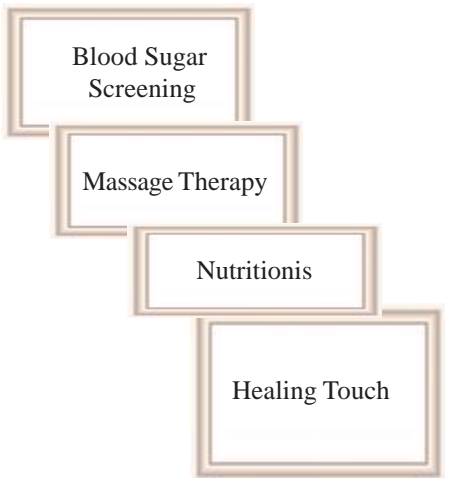 Blood Sugar
Screening
Massage Therapy
Nutritionis
Healing Touch